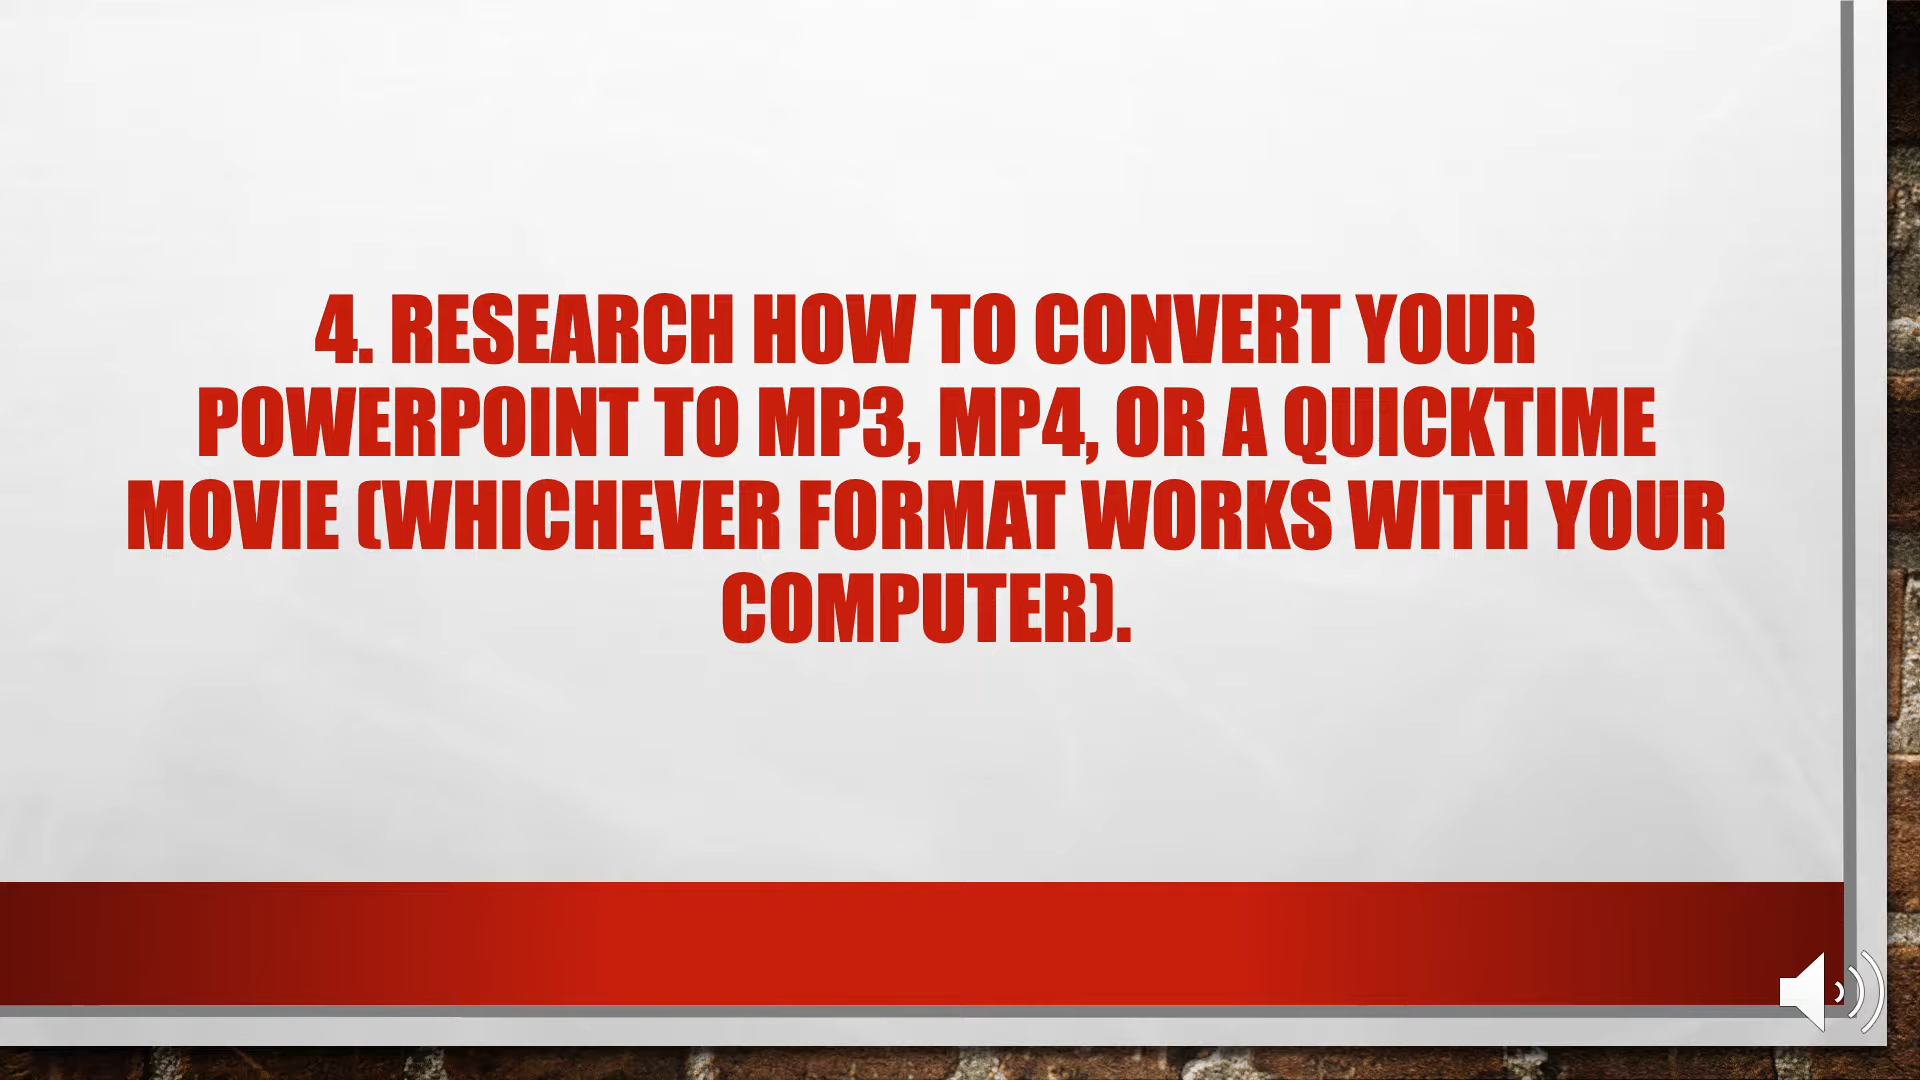 4. RESEARCH HOW TO CONVERT YOUR
POWERPOINT TO MP3, MP4, OR A QUICKTIME
MOVIE (WHICHEVER FORMAT WORKS WITH YOUR
COMPUTER).